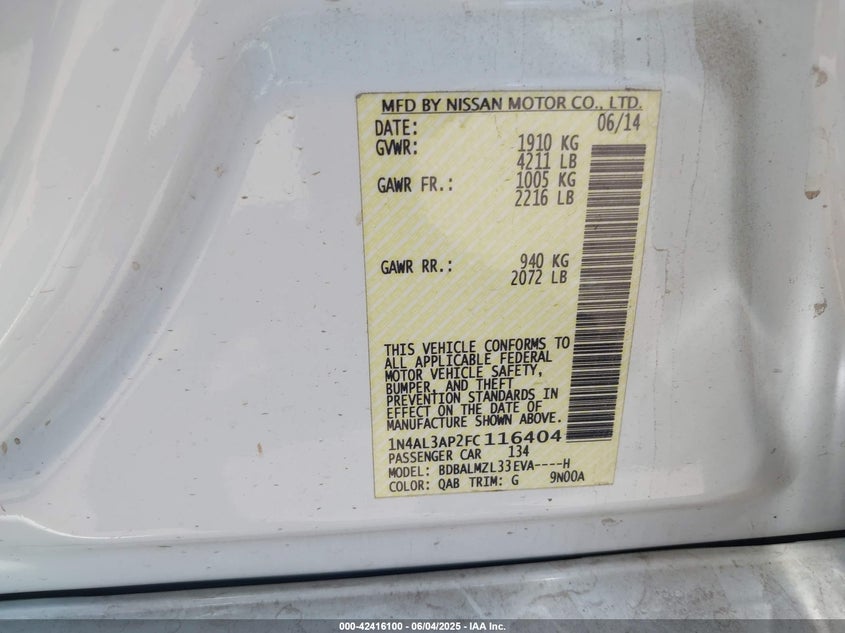 MFD BY NISSAN MOTOR CO., LTD.
DATE: 06/14
GVWR: 1910 KG
4211 LB
GAWR FR.: 1005 KG
2216 LB
GAWR RR.: 940 KG
2072 LB
THIS VEHICLE CONFORMS TO
ALL APPLICABLE FEDERAL
MOTOR VEHICLE SAFETY,
BUMPER, AND THEFT
PREVENTION STANDARDS IN
EFFECT ON THE DATE OF
MANUFACTURE SHOWN ABOVE.
1N4AL3AP2FC116404
PASSENGER CAR 134
MODEL: BDBALMZL33EVA----H
COLOR: QAB TRIM: G 9N00A
000-42416100 - 06/04/2025 - IAA Inc.